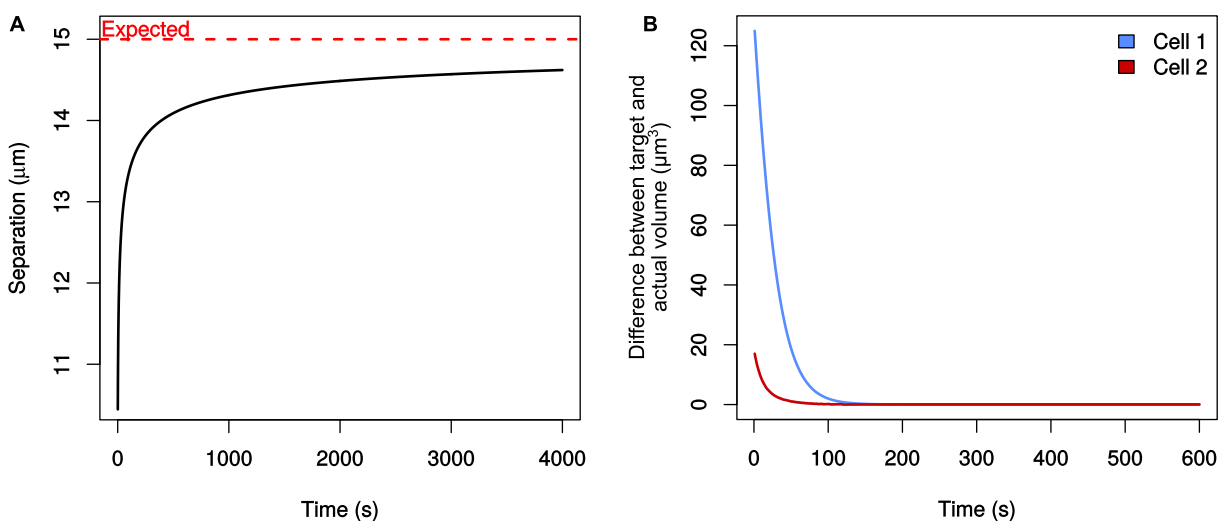 A
Expected
15
14
13
12
11
Separation (μm)
0 1000 2000 3000 4000
Time (s)
B
Cell 1
Cell 2
120
100
80
60
40
20
0
Difference between target and
actual volume (μm³)
0 100 200 300 400 500 600
Time (s)